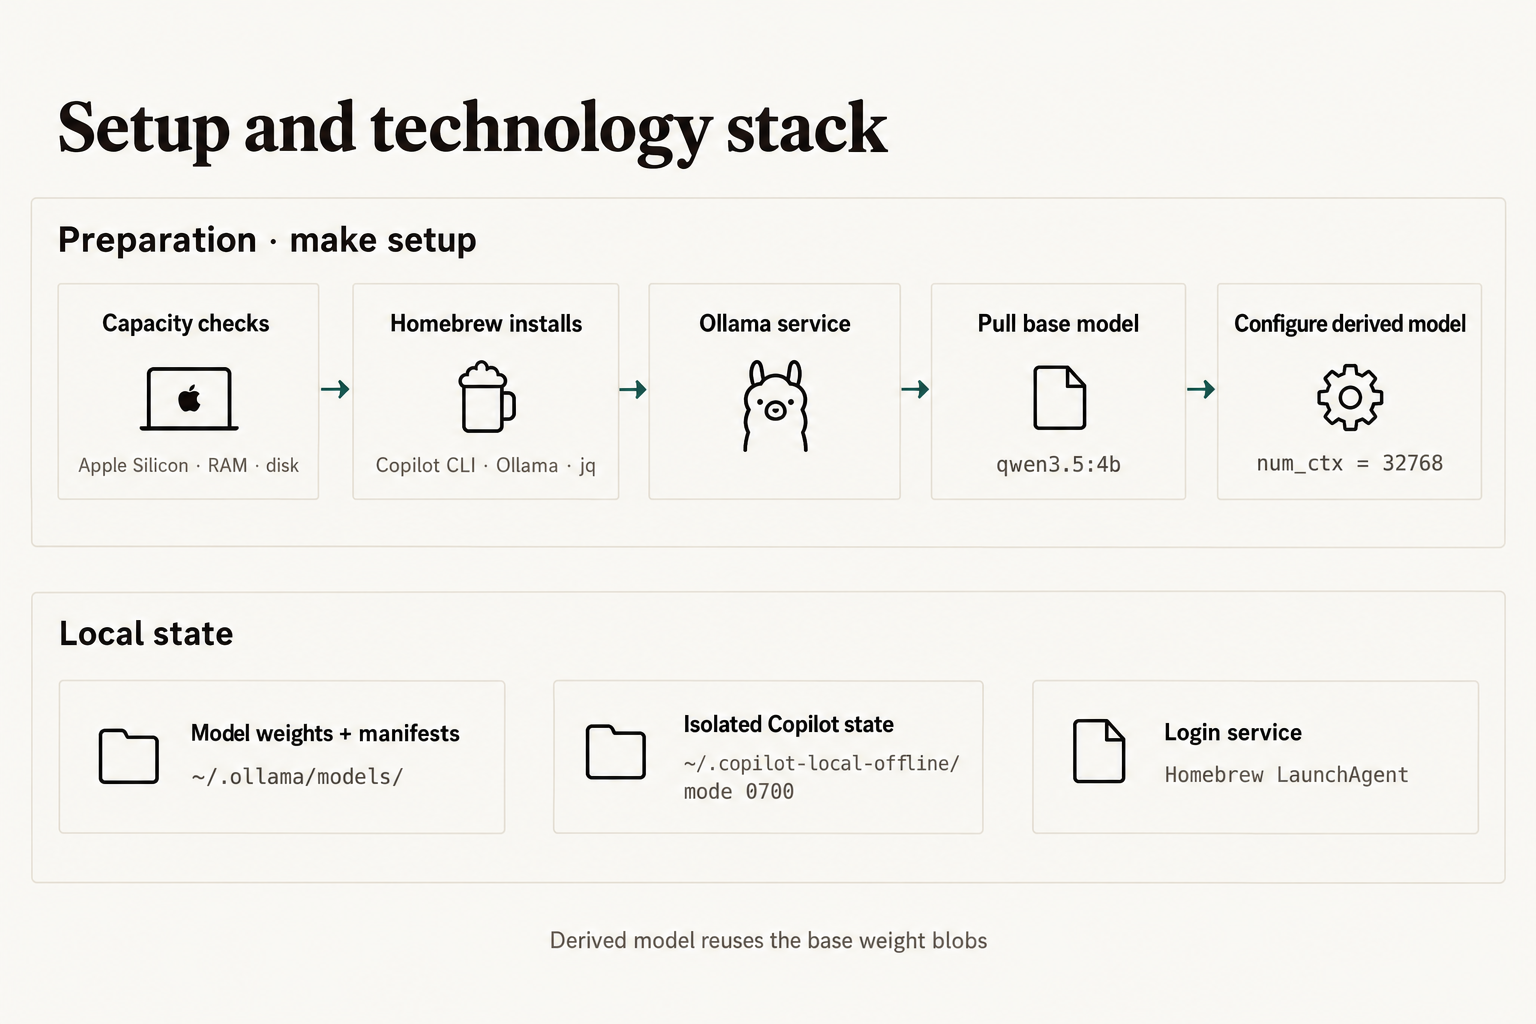 Setup and technology stack
Preparation · make setup
Capacity checks
Apple Silicon · RAM · disk
Homebrew installs
Copilot CLI · Ollama · jq
Ollama service
Pull base model
qwen3.5:4b
Configure derived model
num_ctx = 32768
Local state
Model weights + manifests
~/.ollama/models/
Isolated Copilot state
~/.copilot-local-offline/
mode 0700
Login service
Homebrew LaunchAgent
Derived model reuses the base weight blobs